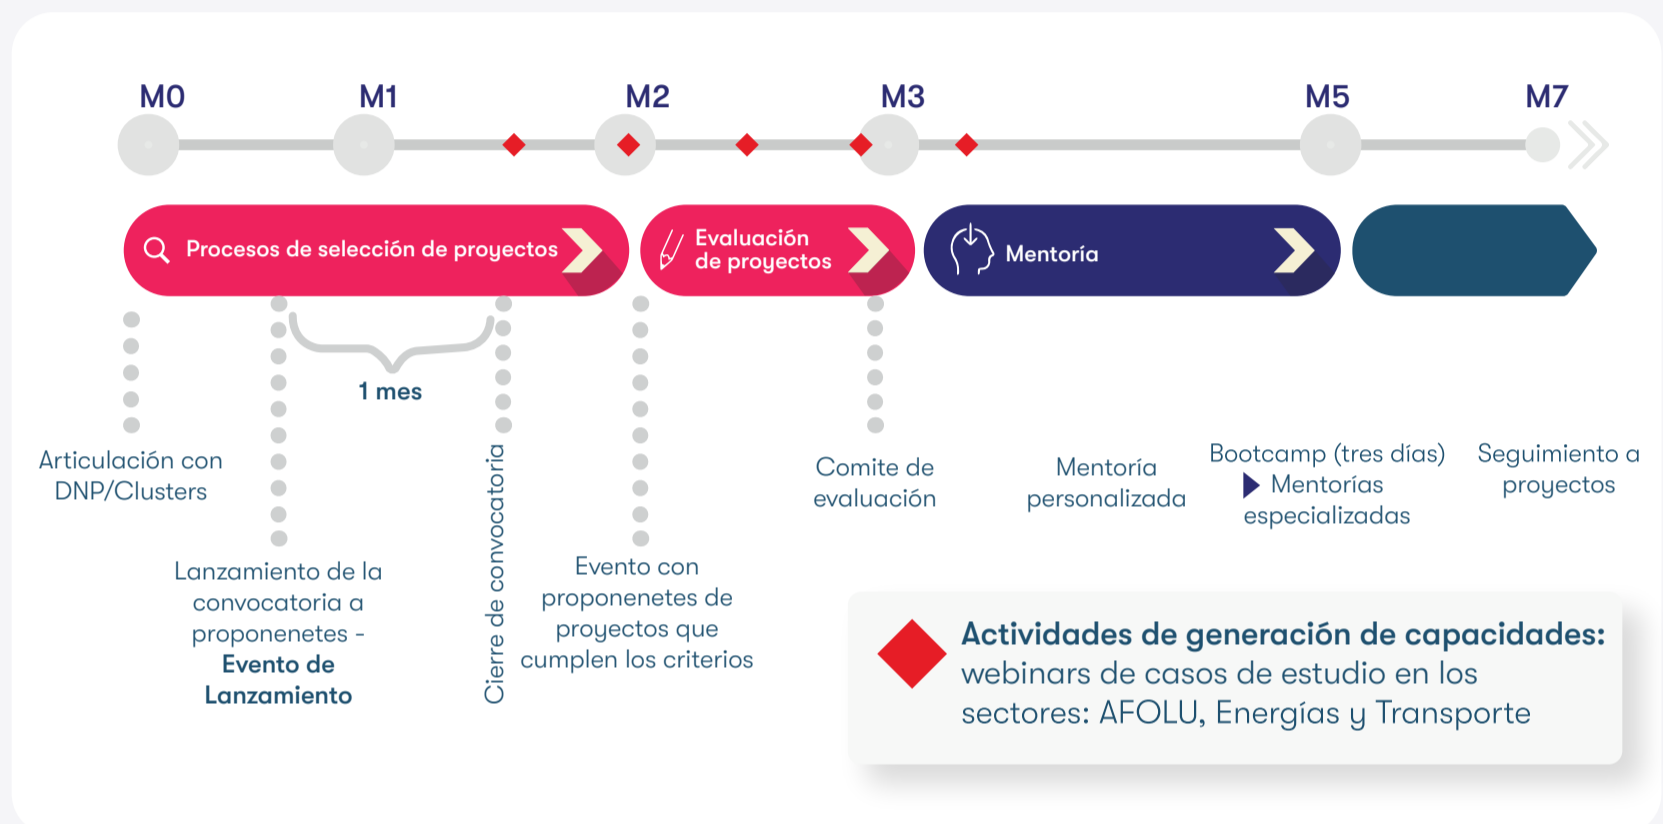 M0
M1
M2
M3
M5
M7
Procesos de selección de proyectos
Evaluación
de proyectos
Mentoría
1 mes
Articulación con
DNP/Clusters
Lanzamiento de la
convocatoria a
proponenetes -
Evento de
Lanzamiento
Cierre de convocatoria
Evento con
proponenetes de
proyectos que
cumplen los criterios
Comite de
evaluación
Mentoría
personalizada
Bootcamp (tres días)
Mentorías
especializadas
Seguimiento a
proyectos
Actividades de generación de capacidades:
webinars de casos de estudio en los
sectores: AFOLU, Energías y Transporte